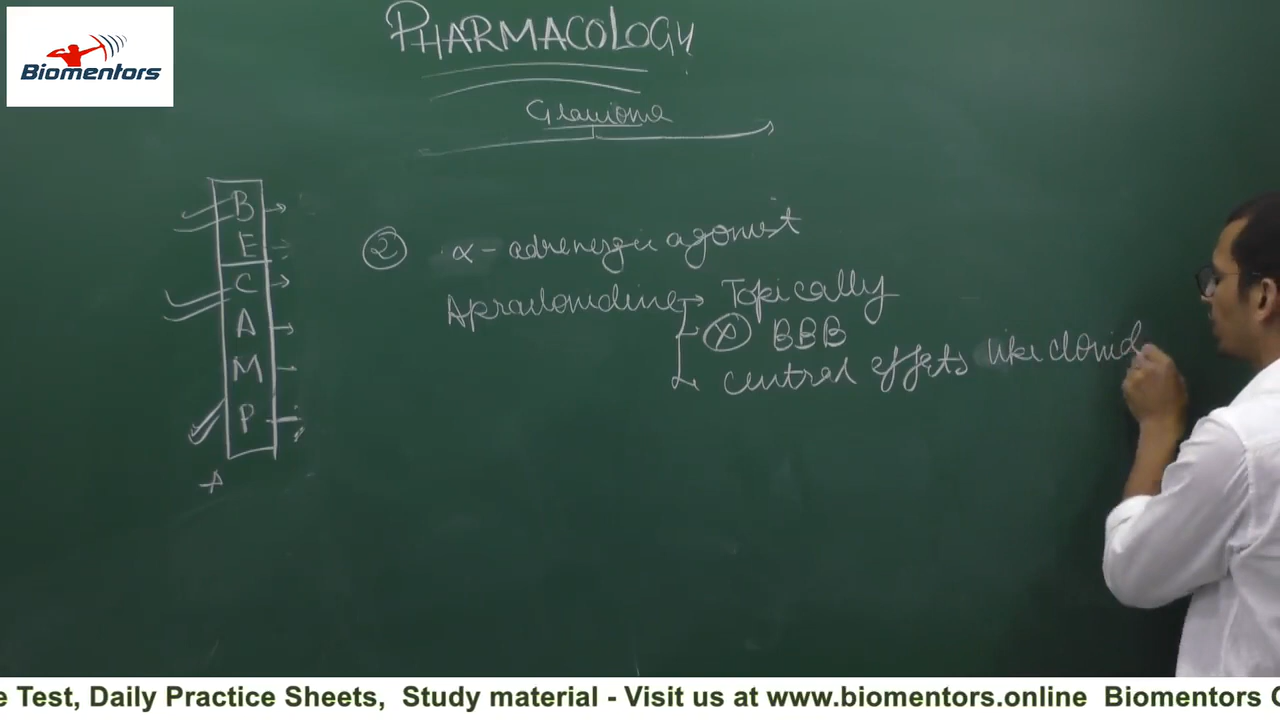 Biomentors
PHARMACOLOGY
Glaucoma
B
E
C
A
M
P
② α- adrenergic agonist
Apraclonidine → Topically
BBB
central effets like clonid
e Test, Daily Practice Sheets, Study material - Visit us at www.biomentors.online Biomentors O